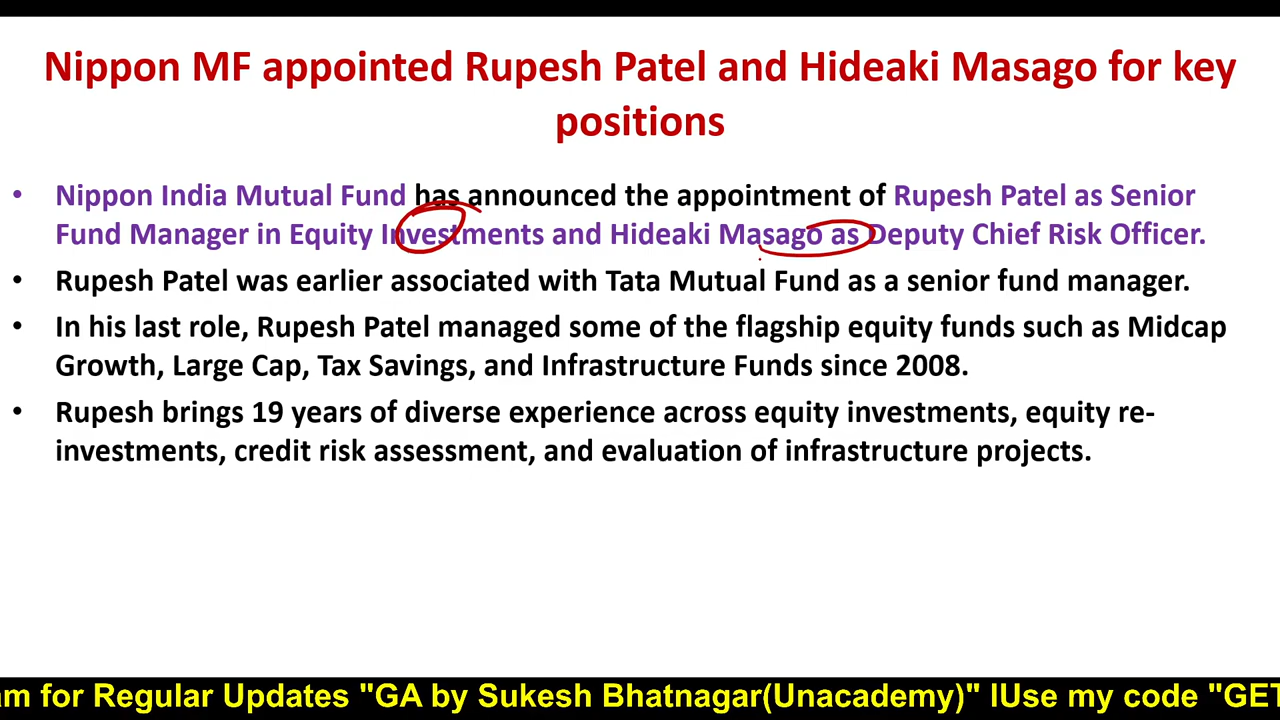 Nippon MF appointed Rupesh Patel and Hideaki Masago for key
positions
• Nippon India Mutual Fund has announced the appointment of Rupesh Patel as Senior
Fund Manager in Equity Investments and Hideaki Masago as Deputy Chief Risk Officer.
• Rupesh Patel was earlier associated with Tata Mutual Fund as a senior fund manager.
• In his last role, Rupesh Patel managed some of the flagship equity funds such as Midcap
Growth, Large Cap, Tax Savings, and Infrastructure Funds since 2008.
• Rupesh brings 19 years of diverse experience across equity investments, equity re-
investments, credit risk assessment, and evaluation of infrastructure projects.
am for Regular Updates "GA by Sukesh Bhatnagar(Unacademy)" lUse my code "GET